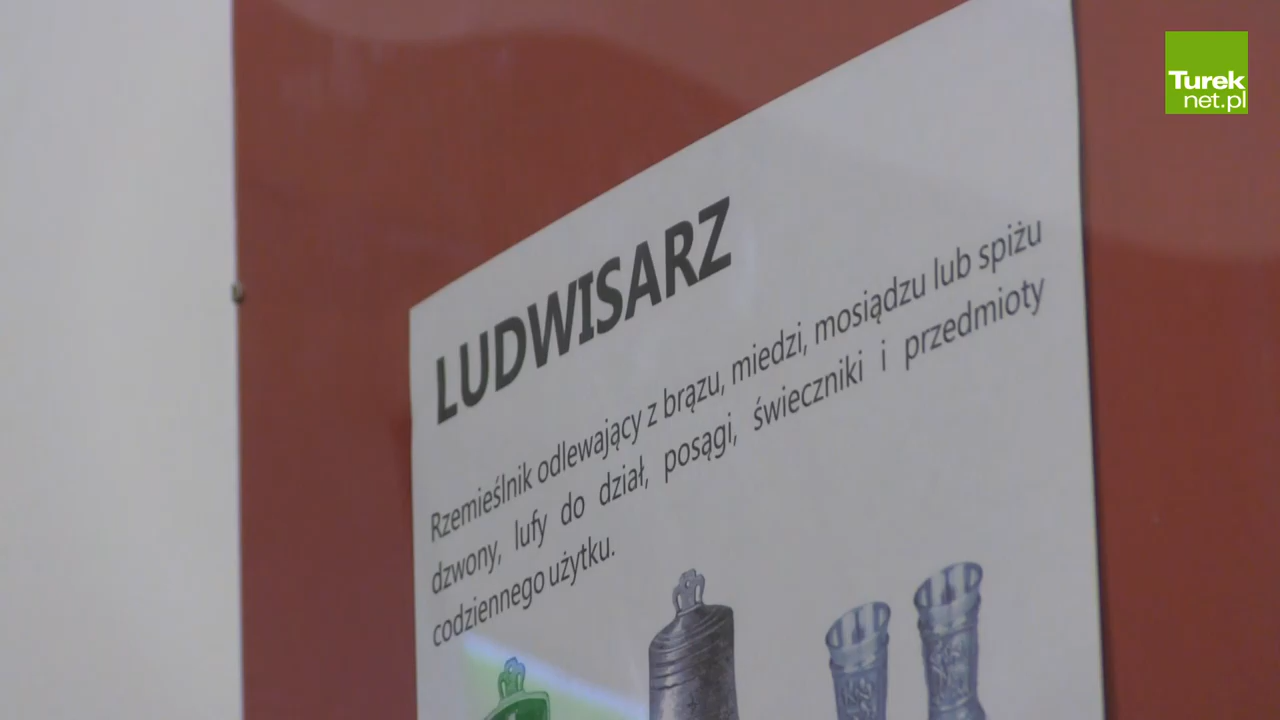 Turek
net.pl
LUDWISARZ
Rzemieślnik odlewający z brązu, miedzi, mosiądzu lub spiżu
dzwony, lufy do dział, posągi, świeczniki i przedmioty
codziennego użytku.